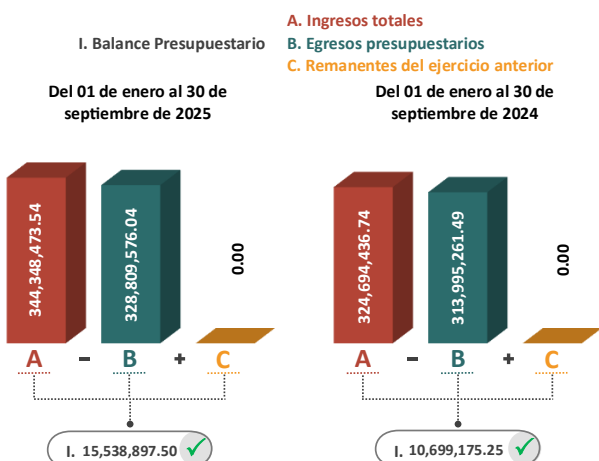 A. Ingresos totales
I. Balance Presupuestario
B. Egresos presupuestarios
C. Remanentes del ejercicio anterior
Del 01 de enero al 30 de
septiembre de 2025
344,348,473.54
328,809,576.04
0.00
A - B + C
I. 15,538,897.50
Del 01 de enero al 30 de
septiembre de 2024
324,694,436.74
313,995,261.49
0.00
A - B + C
I. 10,699,175.25